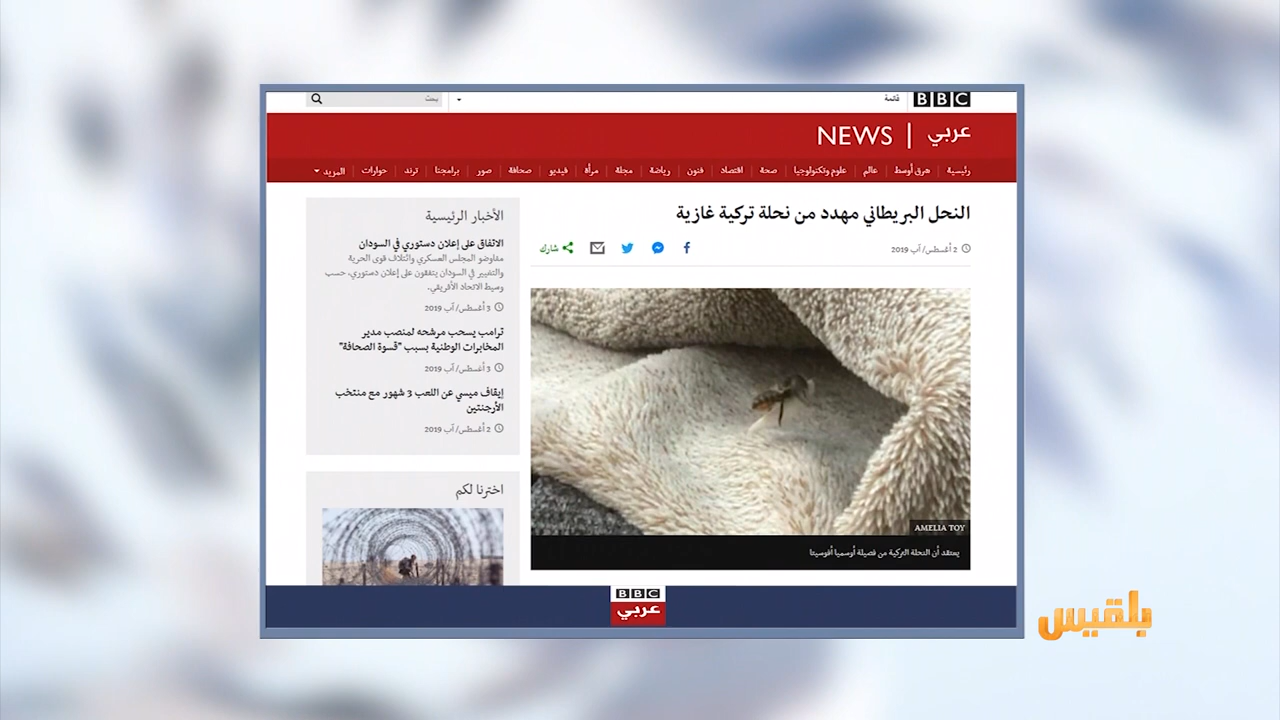 BBC
قائمة
بحث
عربي | NEWS
رئيسية
شرق أوسط
عالم
علوم وتكنولوجيا
صحة
اقتصاد
فنون
رياضة
مجلة
مرأة
فيديو
صحافة
صور
برامجنا
ترند
حوارات
المزيد
النحل البريطاني مهدد من نحلة تركية غازية
2 أغسطس/ آب 2019
شارك
AMELIA TOY
يعتقد أن النحلة التركية من فصيلة أوسميا أفوسيتا
الأخبار الرئيسية
الاتفاق على إعلان دستوري في السودان
مفاوضو المجلس العسكري وائتلاف قوى الحرية
والتغيير في السودان يتفقون على إعلان دستوري، حسب
وسيط الاتحاد الأفريقي.
3 أغسطس/ آب 2019
ترامب يسحب مرشحه لمنصب مدير
المخابرات الوطنية بسبب "قسوة الصحافة"
3 أغسطس/ آب 2019
إيقاف ميسي عن اللعب 3 شهور مع منتخب
الأرجنتين
2 أغسطس/ آب 2019
اخترنا لكم
BBC
عربي
بلقيس